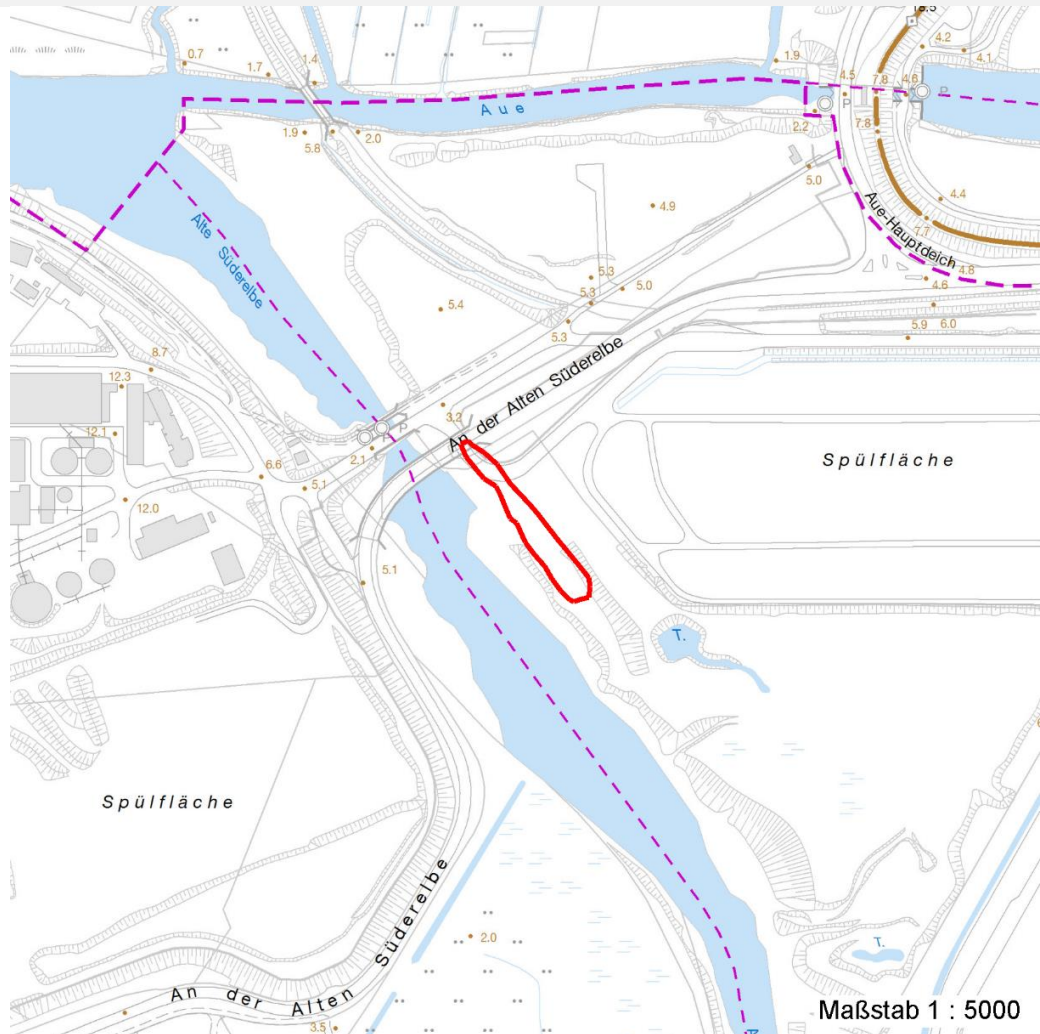 19.5
4.2
4.1
0.7
1.7
1.4
1.9
4.5
7.8
4.6
P
P
Aue
1.9
5.8
2.0
2.2
7.8
5.0
4.9
4.4
7.7
Aue-Hauptdeich
Alte Süderelbe
5.3
5.3
5.0
4.8
4.6
5.4
5.3
5.9
6.0
8.7
12.3
3.2
An der Alten Süderelbe
P
P
12.1
2.1
Spülfläche
6.6
5.1
12.0
5.1
T.
Spülfläche
2.0
T.
An der Alten Süderelbe
3.5
Maßstab 1 : 5000